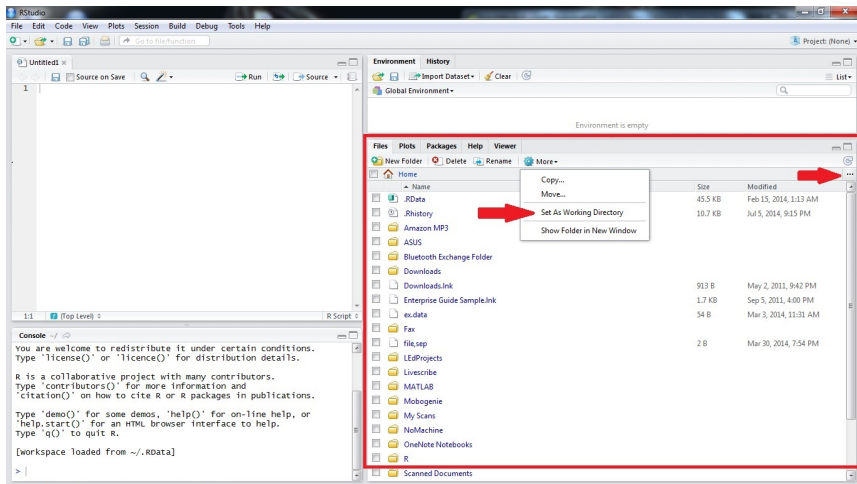 RStudio
File Edit Code View Plots Session Build Debug Tools Help
Go to file/function
Project: (None)
Untitled1
Source on Save
Run
Source
1
1:1
(Top Level)
R Script
Console ~/
You are welcome to redistribute it under certain conditions.
Type 'license()' or 'licence()' for distribution details.
R is a collaborative project with many contributors.
Type 'contributors()' for more information and
'citation()' on how to cite R or R packages in publications.
Type 'demo()' for some demos, 'help()' for on-line help, or
'help.start()' for an HTML browser interface to help.
Type 'q()' to quit R.
[Workspace loaded from ~/.RData]
>
Environment History
Import Dataset Clear
List
Global Environment
Environment is empty
Files Plots Packages Help Viewer
New Folder Delete Rename More
Home
...
Name Size Modified
Copy...
Move...
Set As Working Directory
Show Folder in New Window
.RData 45.5 KB Feb 15, 2014, 1:13 AM
.Rhistory 10.7 KB Jul 5, 2014, 9:15 PM
Amazon MP3
ASUS
Bluetooth Exchange Folder
Downloads
Downloads.lnk 913 B May 2, 2011, 9:42 PM
Enterprise Guide Sample.lnk 1.7 KB Sep 5, 2011, 4:00 PM
ex.data 54 B Mar 3, 2014, 11:31 AM
Fax
file,sep 2 B Mar 30, 2014, 7:54 PM
LEdProjects
Livescribe
MATLAB
Mobogenie
My Scans
NoMachine
OneNote Notebooks
R
Scanned Documents